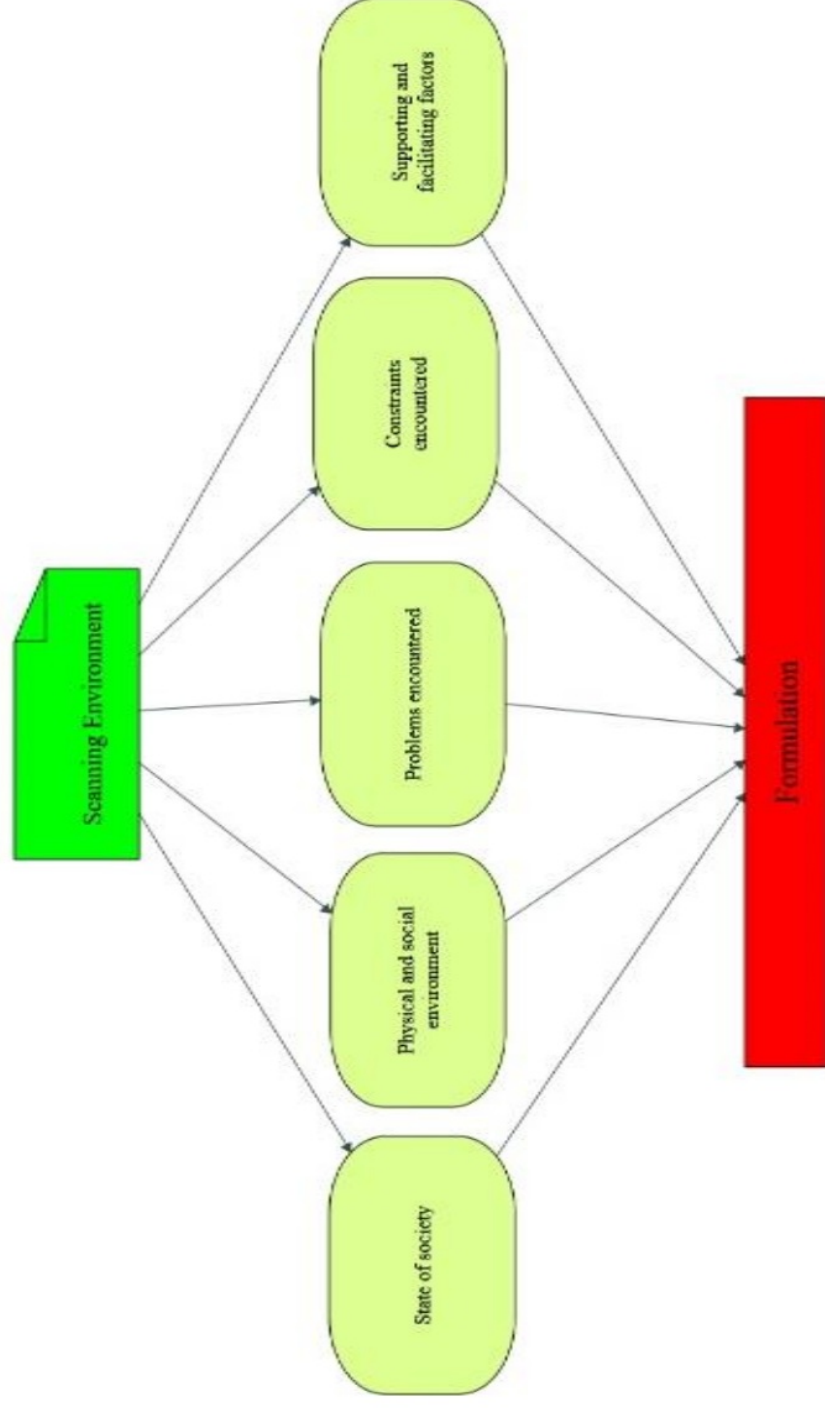 Scanning Environment
State of society
Physical and social
environment
Problems encountered
Constraints
encountered
Supporting and
facilitating factors
Formulation